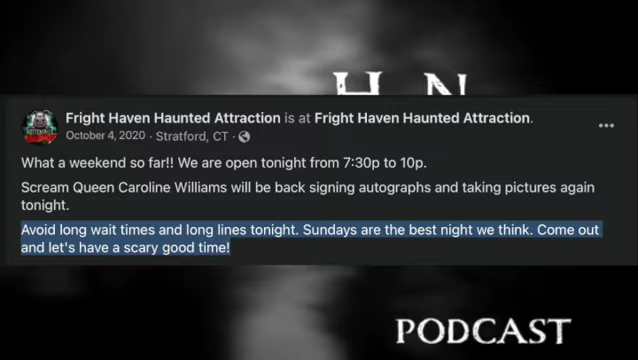 H N
Fright Haven Haunted Attraction is at Fright Haven Haunted Attraction.
October 4, 2020 · Stratford, CT ·
What a weekend so far!! We are open tonight from 7:30p to 10p.
Scream Queen Caroline Williams will be back signing autographs and taking pictures again
tonight.
Avoid long wait times and long lines tonight. Sundays are the best night we think. Come out
and let's have a scary good time!
PODCAST